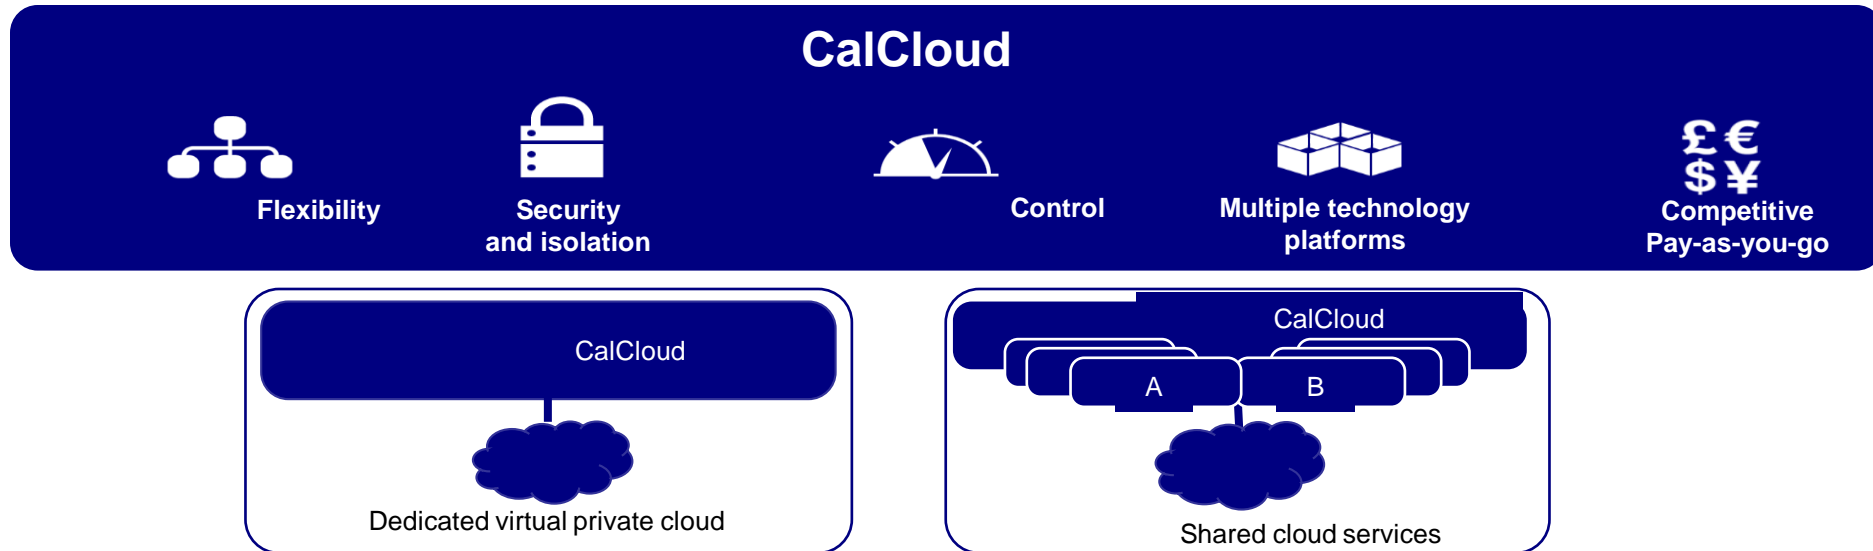 CalCloud
£€
$¥
Flexibility
Security
and isolation
Control
Multiple technology
platforms
Competitive
Pay-as-you-go
CalCloud
Dedicated virtual private cloud
CalCloud
A
B
Shared cloud services